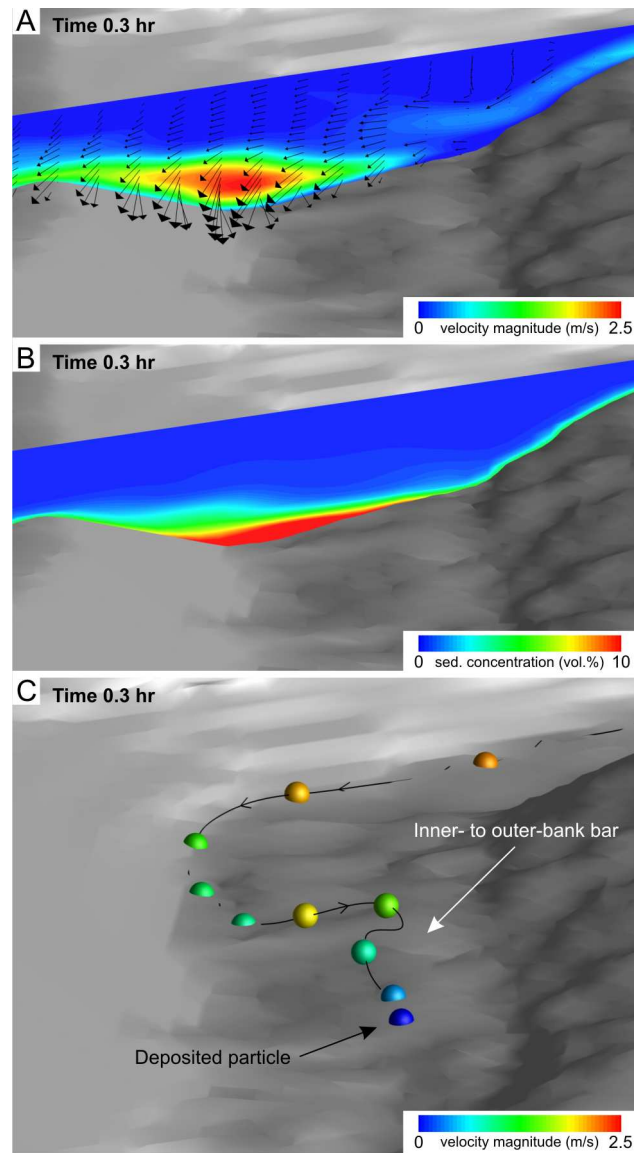 A
Time 0.3 hr
0 velocity magnitude (m/s) 2.5
B
Time 0.3 hr
0 sed. concentration (vol.%) 10
C
Time 0.3 hr
Inner- to outer-bank bar
Deposited particle
0 velocity magnitude (m/s) 2.5